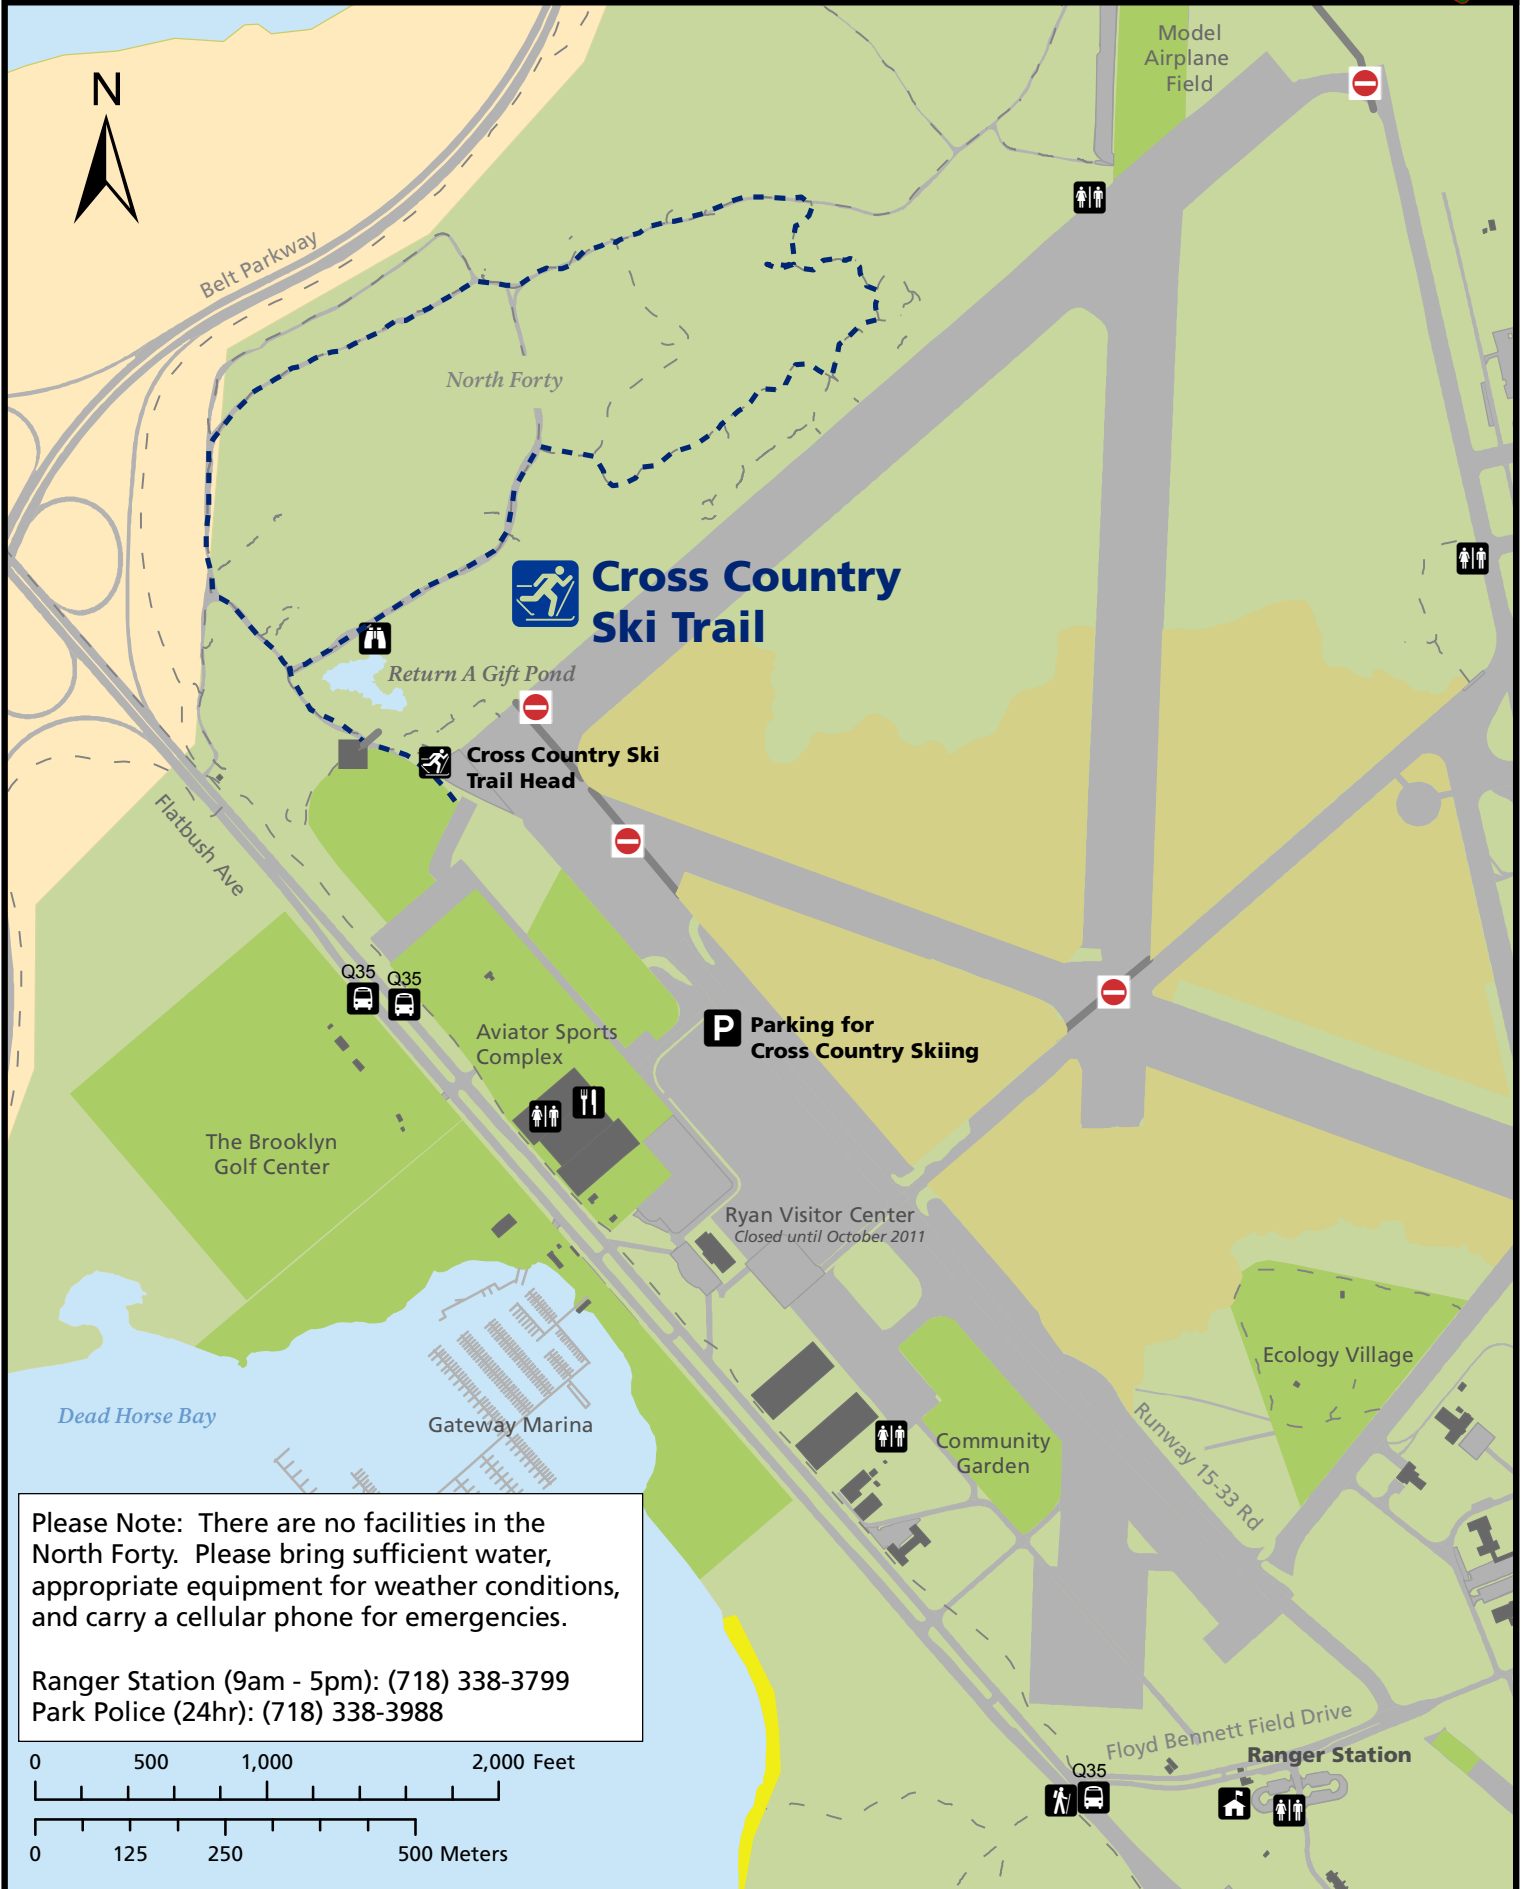 Model
Airplane
Field
N
Belt Parkway
North Forty
Cross Country
Ski Trail
Return A Gift Pond
Cross Country Ski
Trail Head
Flatbush Ave
Q35
Q35
Aviator Sports
Complex
P
Parking for
Cross Country Skiing
The Brooklyn
Golf Center
Ryan Visitor Center
Closed until October 2011
Ecology Village
Dead Horse Bay
Gateway Marina
Community
Garden
Runway 15-33 Rd
Please Note: There are no facilities in the
North Forty. Please bring sufficient water,
appropriate equipment for weather conditions,
and carry a cellular phone for emergencies.
Ranger Station (9am - 5pm): (718) 338-3799
Park Police (24hr): (718) 338-3988
Floyd Bennett Field Drive
Ranger Station
Q35
0 500 1,000 2,000 Feet
0 125 250 500 Meters